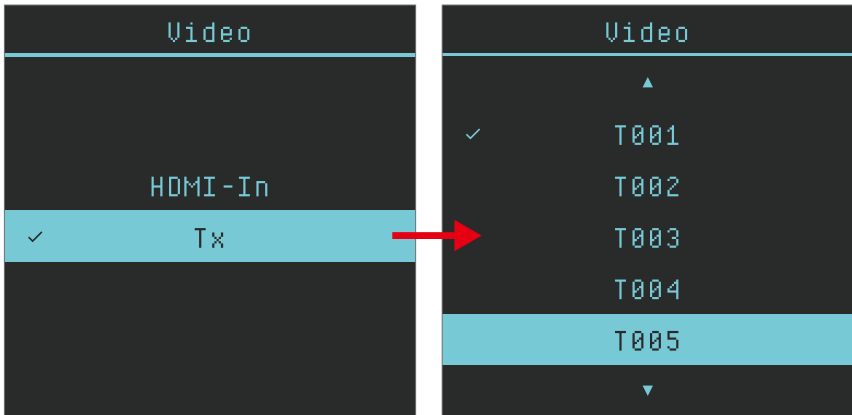 Video
HDMI-In
Tx
Video
T001
T002
T003
T004
T005